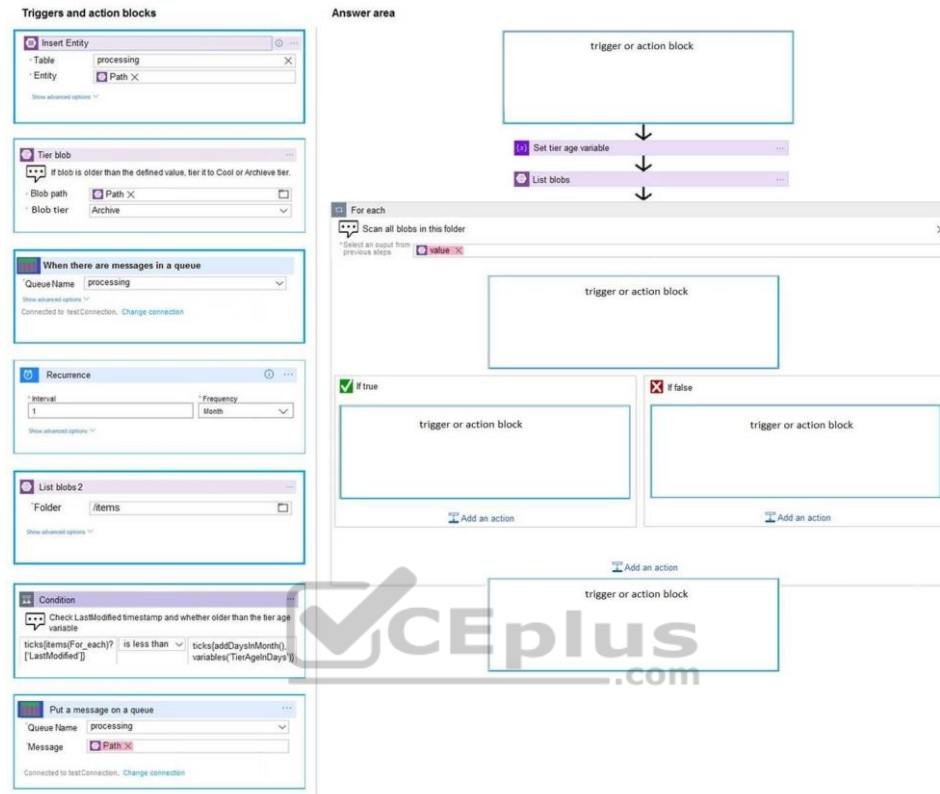 Triggers and action blocks
Insert Entity
* Table processing
* Entity Path
Show advanced options
Tier blob
If blob is older than the defined value, tier it to Cool or Archieve tier.
* Blob path Path
* Blob tier Archive
When there are messages in a queue
*Queue Name processing
Show advanced options
Connected to testConnection. Change connection
Recurrence
* Interval * Frequency
1 Month
Show advanced options
List blobs 2
*Folder /items
Show advanced options
Condition
Check LastModified timestamp and whether older than the tier age
variable
ticks[items(For_each)? is less than ticks{addDaysInMonth(),
['LastModified']} variables('TierAgeInDays')}
Put a message on a queue
*Queue Name processing
*Message Path
Connected to testConnection. Change connection
Answer area
trigger or action block
Set tier age variable
List blobs
For each
Scan all blobs in this folder
*Select an ouput from
previous steps value
trigger or action block
If true
trigger or action block
Add an action
If false
trigger or action block
Add an action
Add an action
trigger or action block
VCEplus
.com